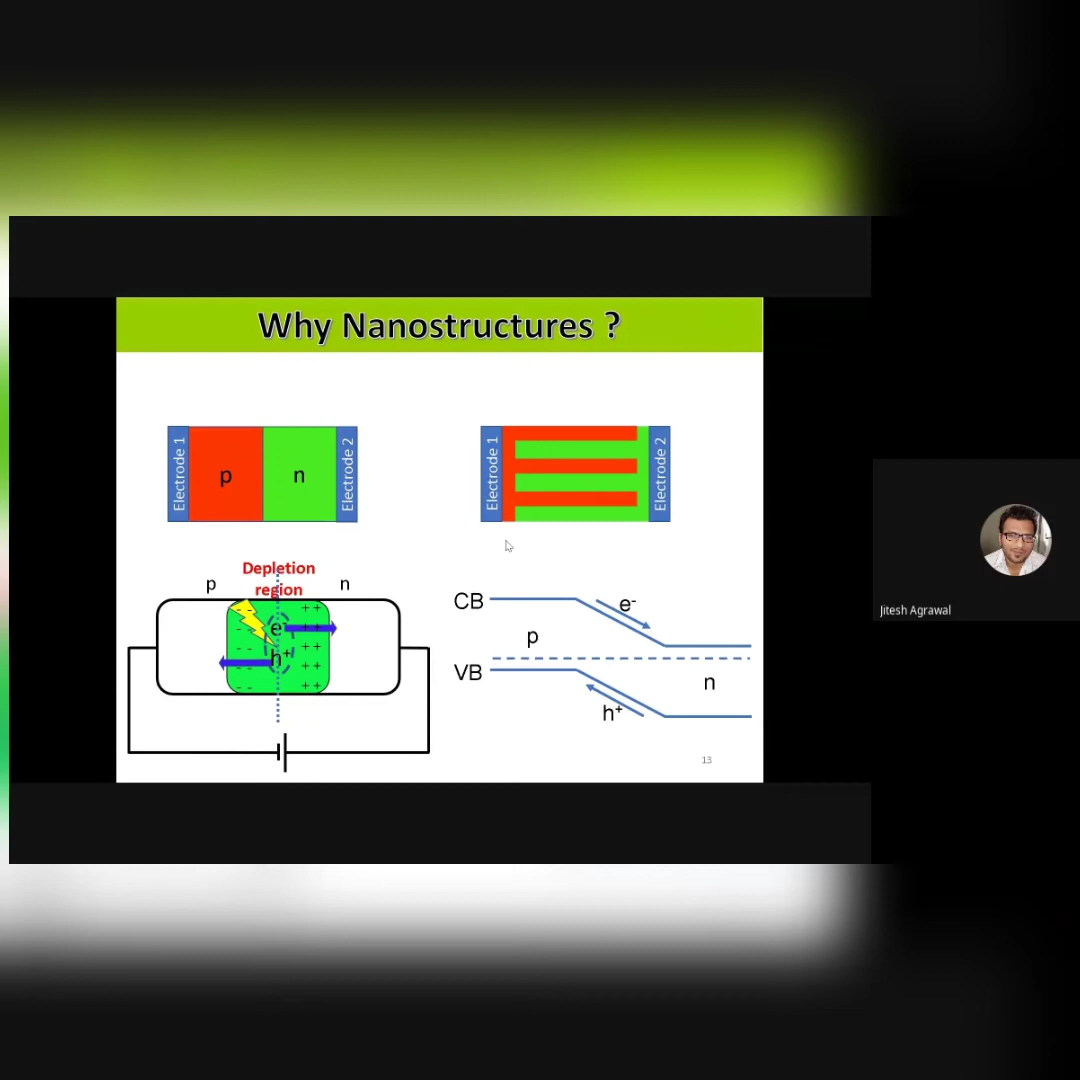 Why Nanostructures ?
Electrode 1
p
n
Electrode 2
Electrode 1
Electrode 2
Depletion
region
p
n
- -
+ +
e-
- -
+ +
- -
+ +
h+
- -
+ +
- -
+ +
CB
e-
p
VB
n
h+
13
Jitesh Agrawal